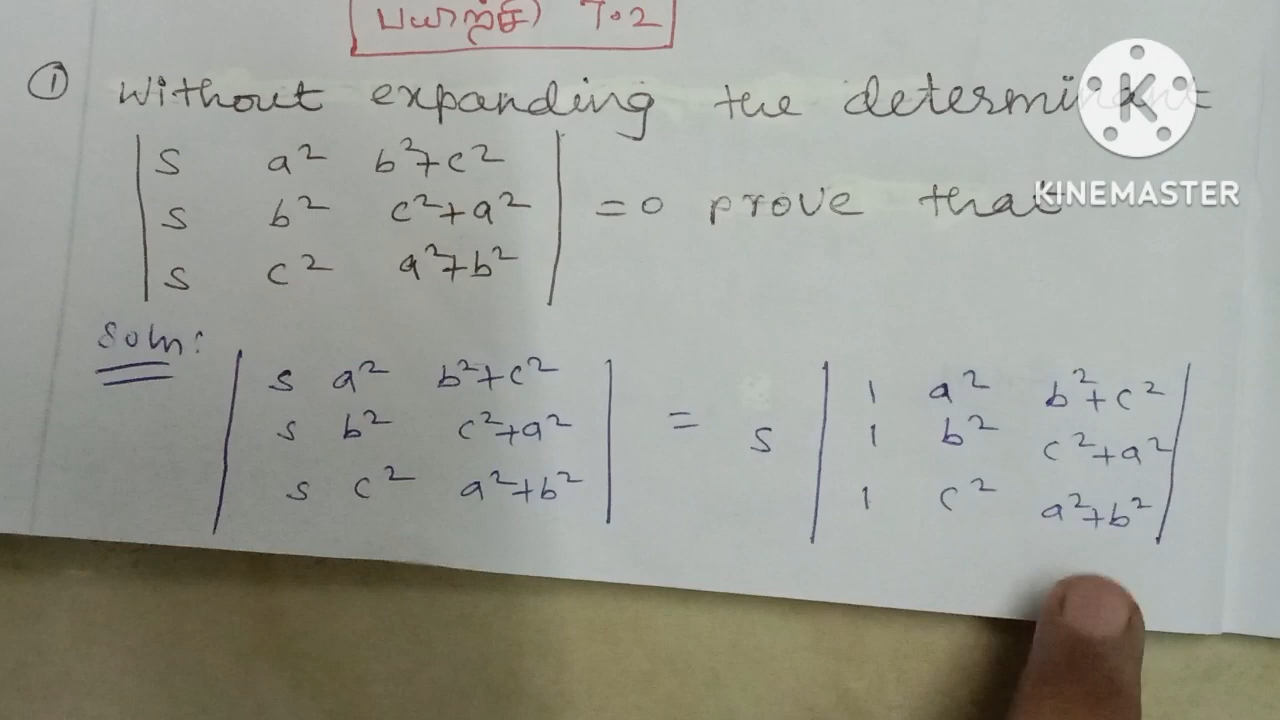 பயிற்சி 7.2
① Without expanding the determinant
| s a² b²+c² |
| s b² c²+a² | = 0 prove that
| s c² a²+b² |
Soln:
| s a² b²+c² | | 1 a² b²+c² |
| s b² c²+a² | = s | 1 b² c²+a² |
| s c² a²+b² | | 1 c² a²+b² |
K
KINEMASTER